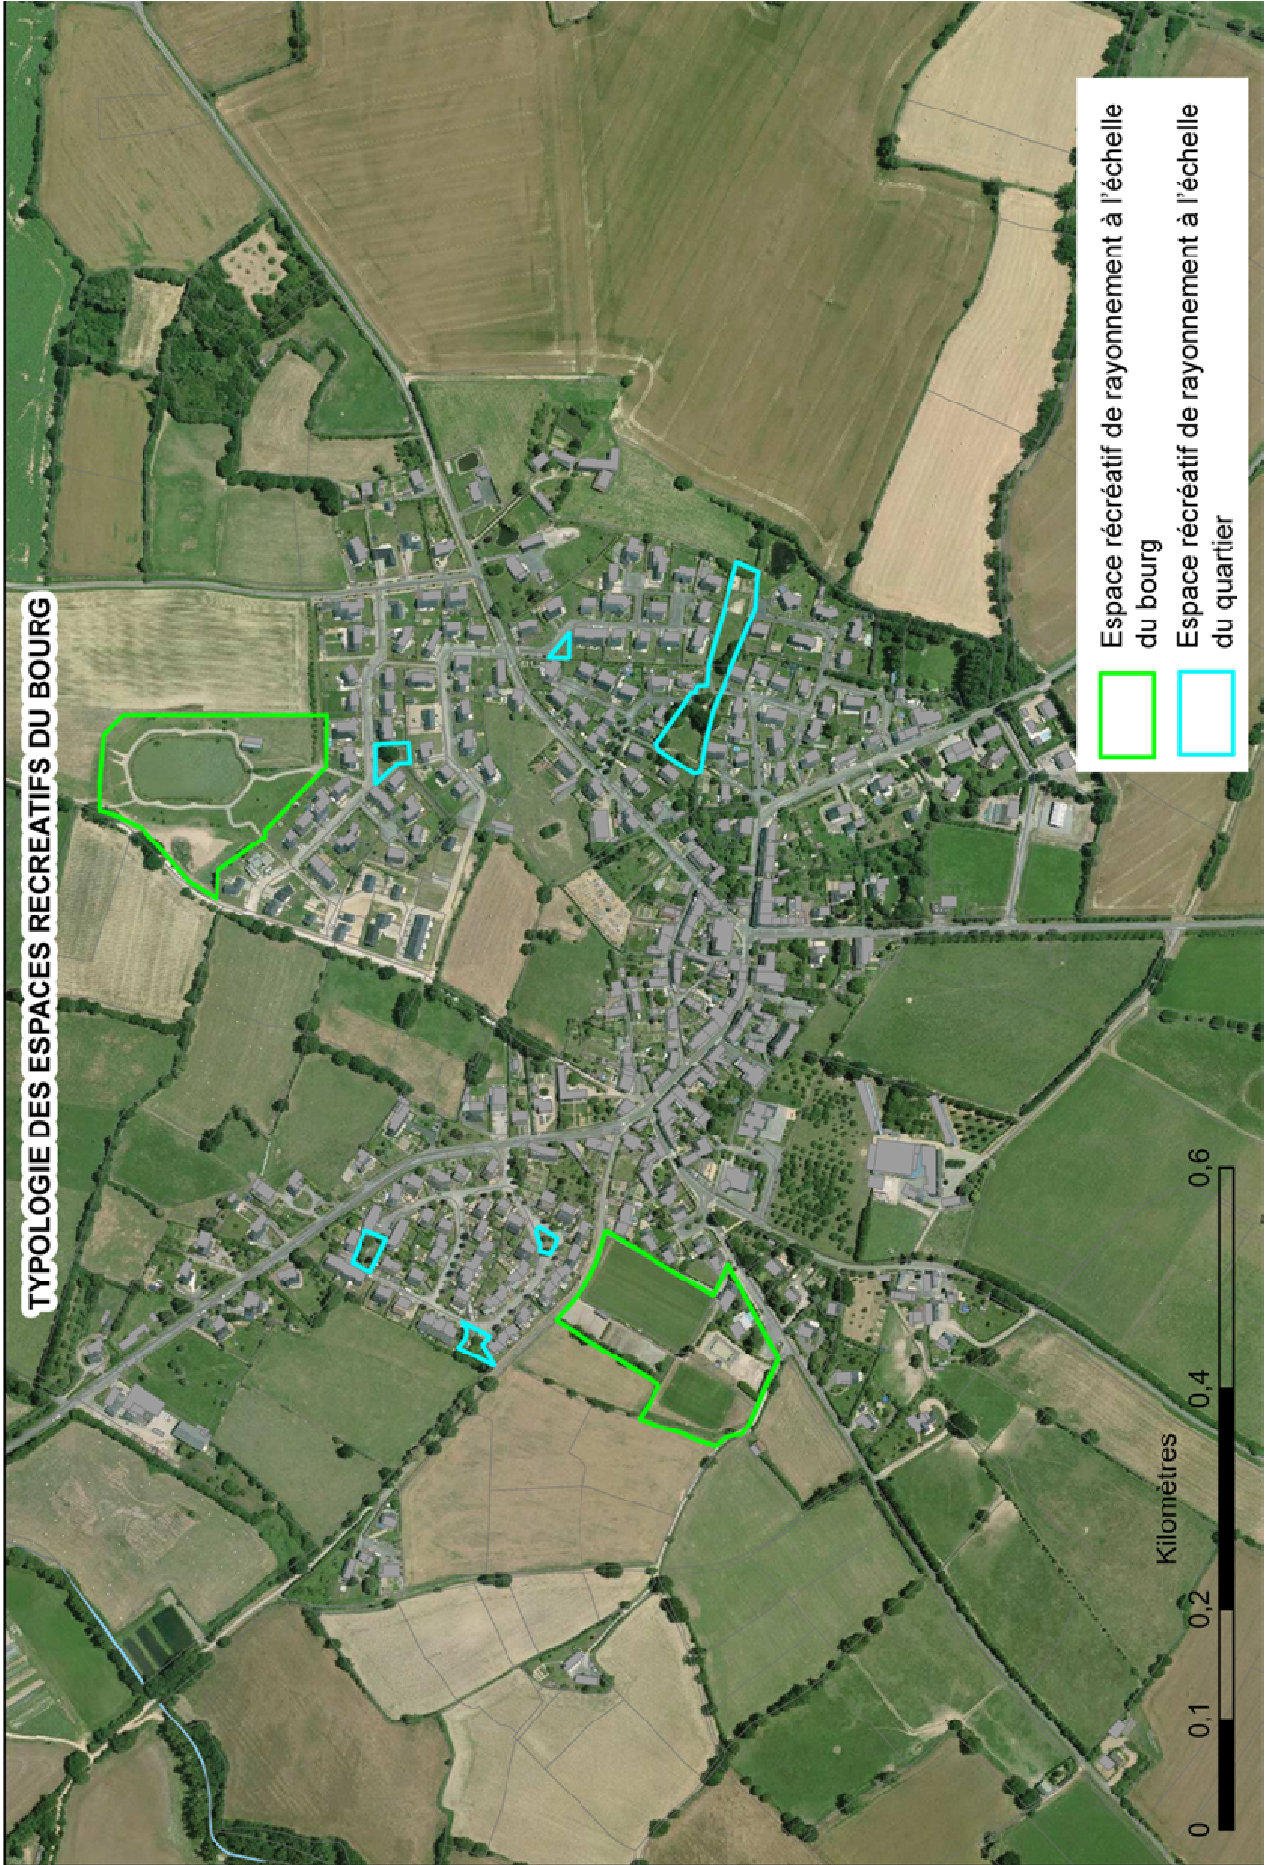 TYPOLOGIE DES ESPACES RECREATIFS DU BOURG
Espace récréatif de rayonnement à l'échelle
du bourg
Espace récréatif de rayonnement à l'échelle
du quartier
Kilomètres
0 0,1 0,2 0,4 0,6